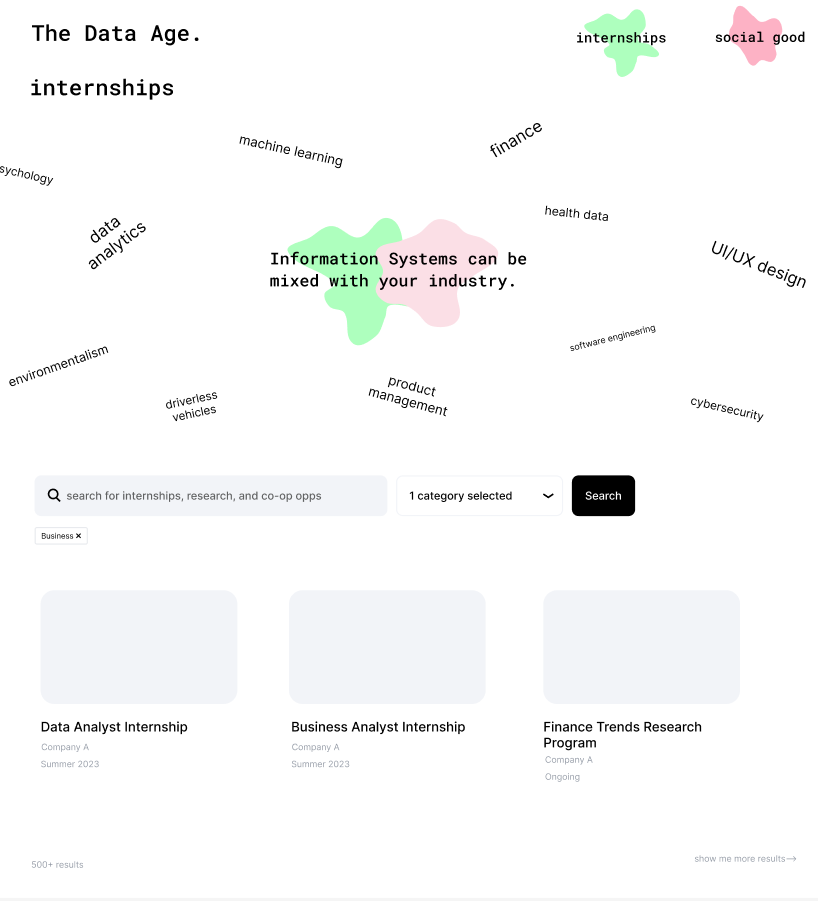 The Data Age.
internships
social good
internships
machine learning
finance
sychology
data
analytics
health data
UI/UX design
Information Systems can be
mixed with your industry.
software engineering
environmentalism
driverless
vehicles
product
management
cybersecurity
search for internships, research, and co-op opps
1 category selected
Search
Business ×
Data Analyst Internship
Company A
Summer 2023
Business Analyst Internship
Company A
Summer 2023
Finance Trends Research
Program
Company A
Ongoing
500+ results
show me more results→